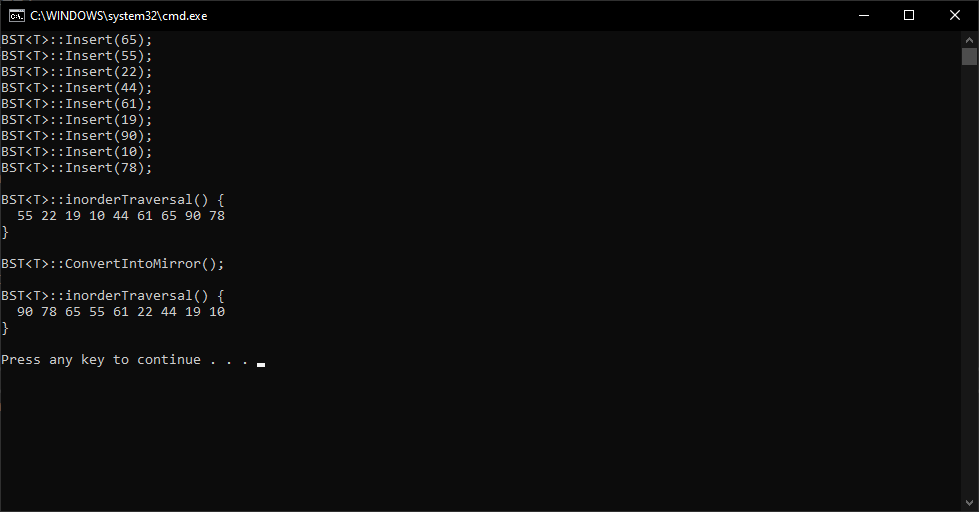 C:\WINDOWS\system32\cmd.exe
BST<T>::Insert(65);
BST<T>::Insert(55);
BST<T>::Insert(22);
BST<T>::Insert(44);
BST<T>::Insert(61);
BST<T>::Insert(19);
BST<T>::Insert(90);
BST<T>::Insert(10);
BST<T>::Insert(78);
BST<T>::inorderTraversal() {
  55 22 19 10 44 61 65 90 78
}
BST<T>::ConvertIntoMirror();
BST<T>::inorderTraversal() {
  90 78 65 55 61 22 44 19 10
}
Press any key to continue . . .